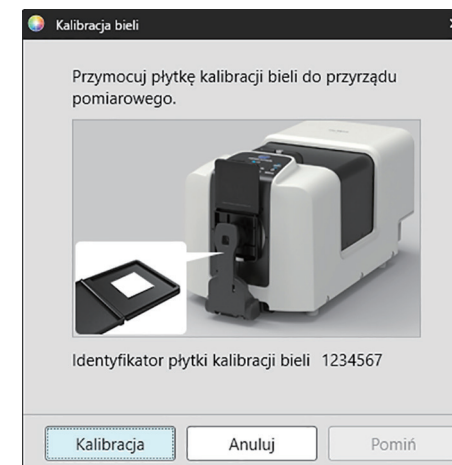 Kalibracja bieli
Przymocuj płytkę kalibracji bieli do przyrządu
pomiarowego.
Identyfikator płytki kalibracji bieli 1234567
Kalibracja
Anuluj
Pomiń